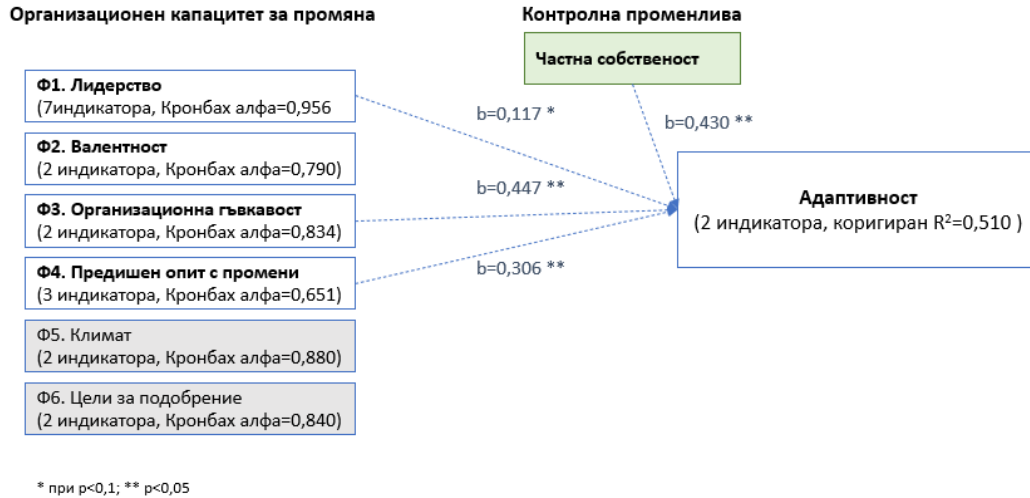 Организационен капацитет за промяна
Контролна променлива
Частна собственост
Ф1. Лидерство
(7индикатора, Кронбах алфа=0,956
Ф2. Валентност
(2 индикатора, Кронбах алфа=0,790)
Ф3. Организационна гъвкавост
(2 индикатора, Кронбах алфа=0,834)
Ф4. Предишен опит с промени
(3 индикатора, Кронбах алфа=0,651)
Ф5. Климат
(2 индикатора, Кронбах алфа=0,880)
Ф6. Цели за подобрение
(2 индикатора, Кронбах алфа=0,840)
b=0,117 *
b=0,430 **
b=0,447 **
b=0,306 **
Адаптивност
(2 индикатора, коригиран R²=0,510 )
* при p<0,1; ** p<0,05